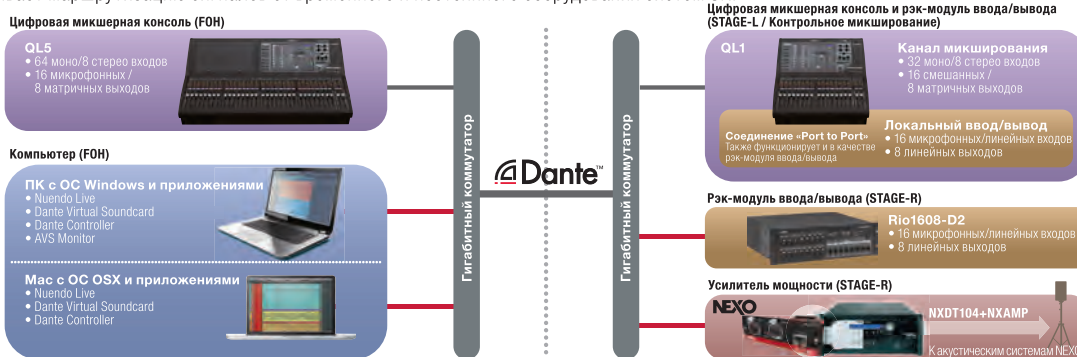 Цифровая микшерная консоль (FOH)
QL5
• 64 моно/8 стерео входов
• 16 микрофонных /
8 матричных выходов
Компьютер (FOH)
ПК с ОС Windows и приложениями
• Nuendo Live
• Dante Virtual Soundcard
• Dante Controller
• AVS Monitor
Mac с ОС OSX и приложениями
• Nuendo Live
• Dante Virtual Soundcard
• Dante Controller
Гигабитный коммутатор
Dante™
Гигабитный коммутатор
Цифровая микшерная консоль и рэк-модуль ввода/вывода
(STAGE-L / Контрольное микширование)
QL1
Канал микширования
• 32 моно/8 стерео входов
• 16 смешанных /
8 матричных выходов
Соединение «Port to Port»
Также функционирует и в качестве
рэк-модуля ввода/вывода
Локальный ввод/вывод
• 16 микрофонных/линейных входов
• 8 линейных выходов
Рэк-модуль ввода/вывода (STAGE-R)
Rio1608-D2
• 16 микрофонных/линейных входов
• 8 линейных выходов
Усилитель мощности (STAGE-R)
NEXO
NXDT104+NXAMP
К акустическим системам NEXO